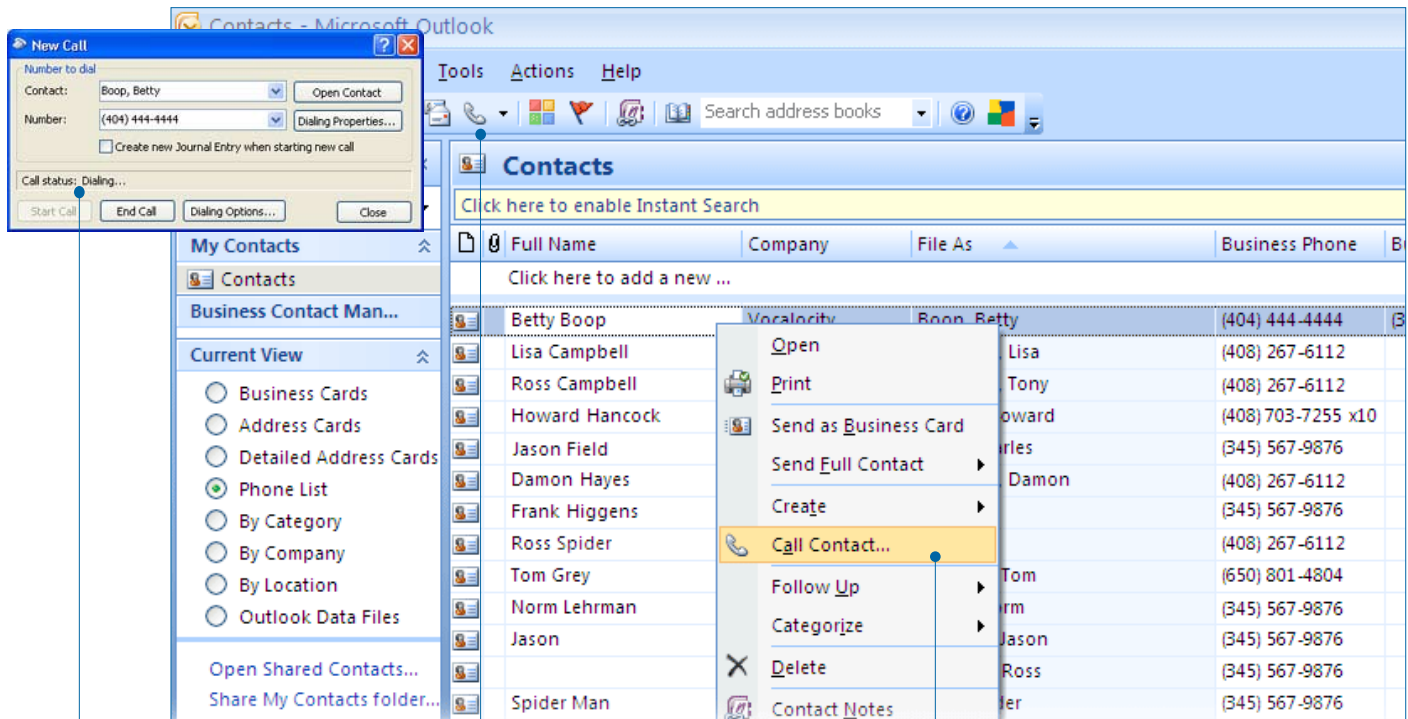 Contacts - Microsoft Outlook
New Call
Number to dial
Contact: Boop, Betty Open Contact
Number: (404) 444-4444 Dialing Properties...
Create new Journal Entry when starting new call
Call status: Dialing...
Start Call End Call Dialing Options... Close
Tools Actions Help
Search address books
Contacts
Click here to enable Instant Search
Full Name Company File As Business Phone
Click here to add a new ...
My Contacts
Contacts
Business Contact Man...
Current View
Business Cards
Address Cards
Detailed Address Cards
Phone List
By Category
By Company
By Location
Outlook Data Files
Open Shared Contacts...
Share My Contacts folder...
Betty Boop Vocalocity Boop, Betty (404) 444-4444 (3
Lisa Campbell , Lisa (408) 267-6112
Ross Campbell , Tony (408) 267-6112
Howard Hancock oward (408) 703-7255 x10
Jason Field rles (345) 567-9876
Damon Hayes , Damon (408) 267-6112
Frank Higgens (345) 567-9876
Ross Spider (408) 267-6112
Tom Grey Tom (650) 801-4804
Norm Lehrman rm (345) 567-9876
Jason Jason (345) 567-9876
Ross (345) 567-9876
Spider Man der (345) 567-9876
Open
Print
Send as Business Card
Send Full Contact
Create
Call Contact...
Follow Up
Categorize
Delete
Contact Notes